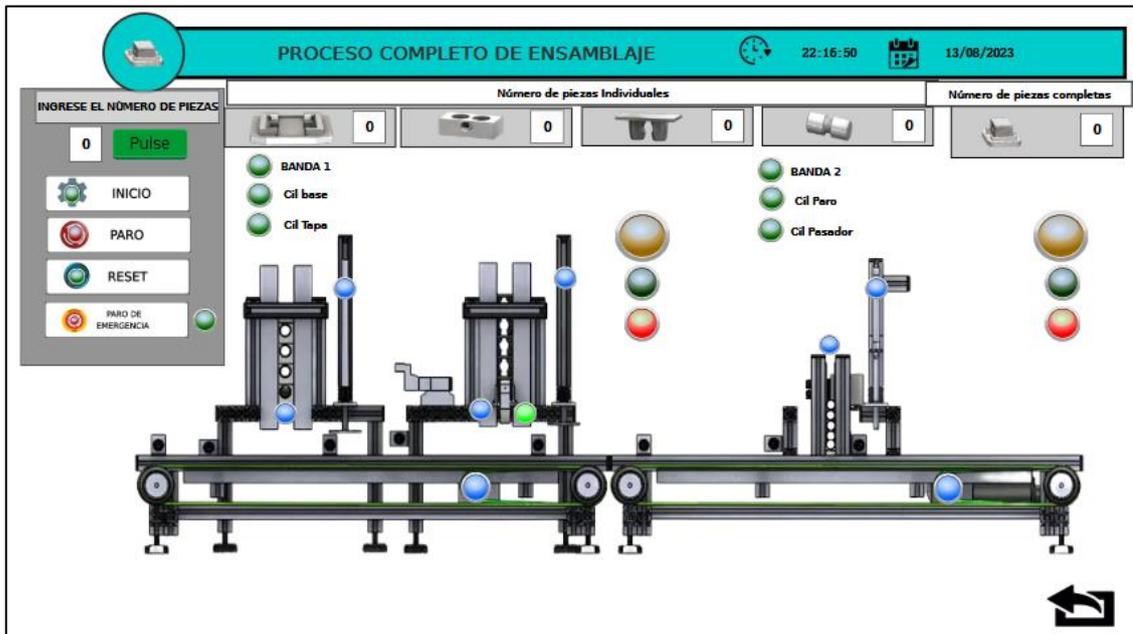 PROCESO COMPLETO DE ENSAMBLAJE
22:16:50
13/08/2023
INGRESE EL NÚMERO DE PIEZAS
0
Pulse
INICIO
PARO
RESET
PARO DE
EMERGENCIA
Número de piezas Individuales
Número de piezas completas
0
0
0
0
0
BANDA 1
Cil base
Cil Tapa
BANDA 2
Cil Paro
Cil Pasador